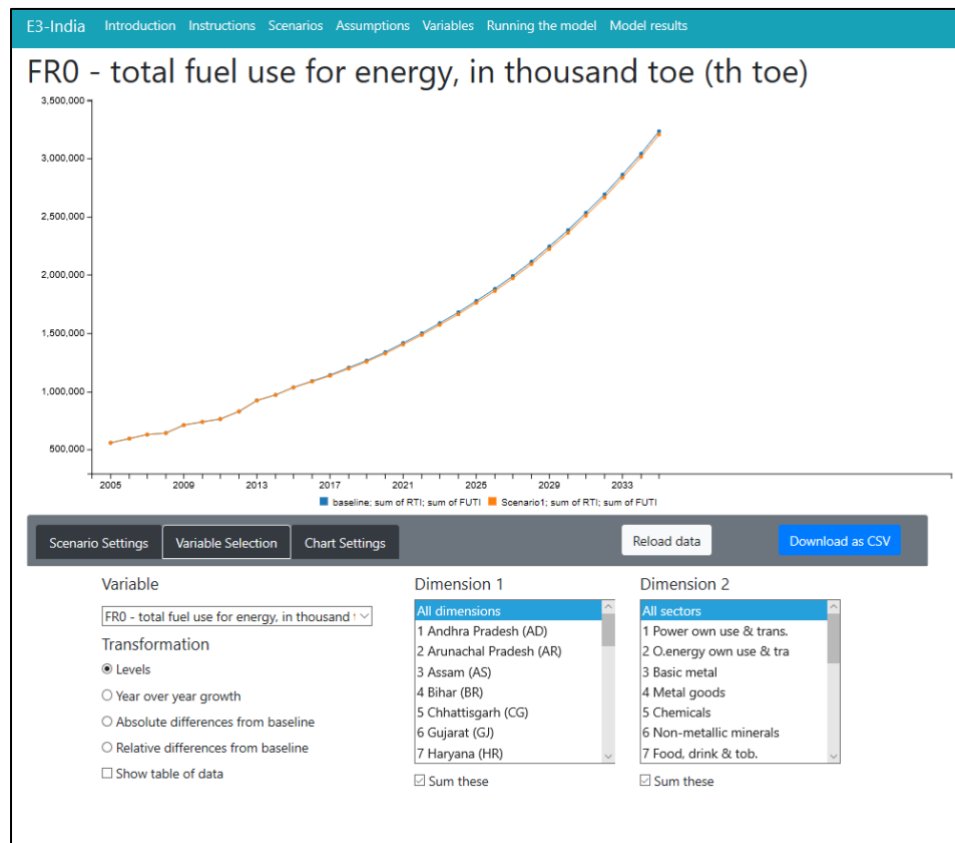 E3-India Introduction Instructions Scenarios Assumptions Variables Running the model Model results
FR0 - total fuel use for energy, in thousand toe (th toe)
3,500,000
3,000,000
2,500,000
2,000,000
1,500,000
1,000,000
500,000
2005 2009 2013 2017 2021 2025 2029 2033
baseline; sum of RTI; sum of FUTI Scenario1; sum of RTI; sum of FUTI
Scenario Settings Variable Selection Chart Settings Reload data Download as CSV
Variable
FR0 - total fuel use for energy, in thousand
Transformation
Levels
Year over year growth
Absolute differences from baseline
Relative differences from baseline
Show table of data
Dimension 1
All dimensions
1 Andhra Pradesh (AD)
2 Arunachal Pradesh (AR)
3 Assam (AS)
4 Bihar (BR)
5 Chhattisgarh (CG)
6 Gujarat (GJ)
7 Haryana (HR)
Sum these
Dimension 2
All sectors
1 Power own use & trans.
2 O.energy own use & tra
3 Basic metal
4 Metal goods
5 Chemicals
6 Non-metallic minerals
7 Food, drink & tob.
Sum these